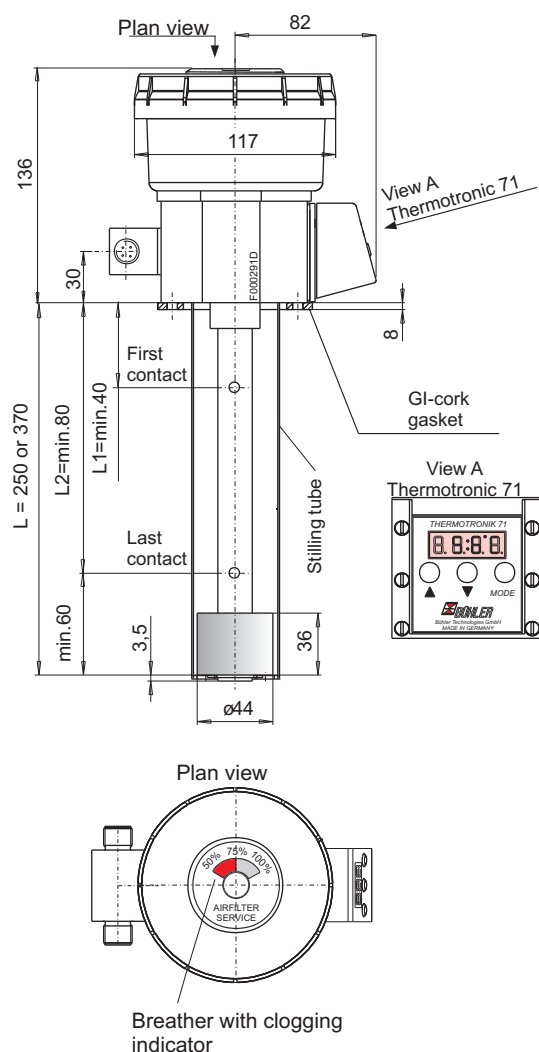 82
Plan view
117
136
View A
Thermotronic 71
F000291D
30
8
First
contact
GI-cork
gasket
L1=min.40
L2=min.80
L = 250 or 370
Stilling tube
View A
Thermotronic 71
THERMOTRONIK 71
8. 8:8.8
MODE
BÜHLER
Bühler Technologies GmbH
MADE IN GERMANY
Last
contact
min.60
3,5
36
ø44
Plan view
50% 75% 100%
AIRFILTER
SERVICE
Breather with clogging
indicator